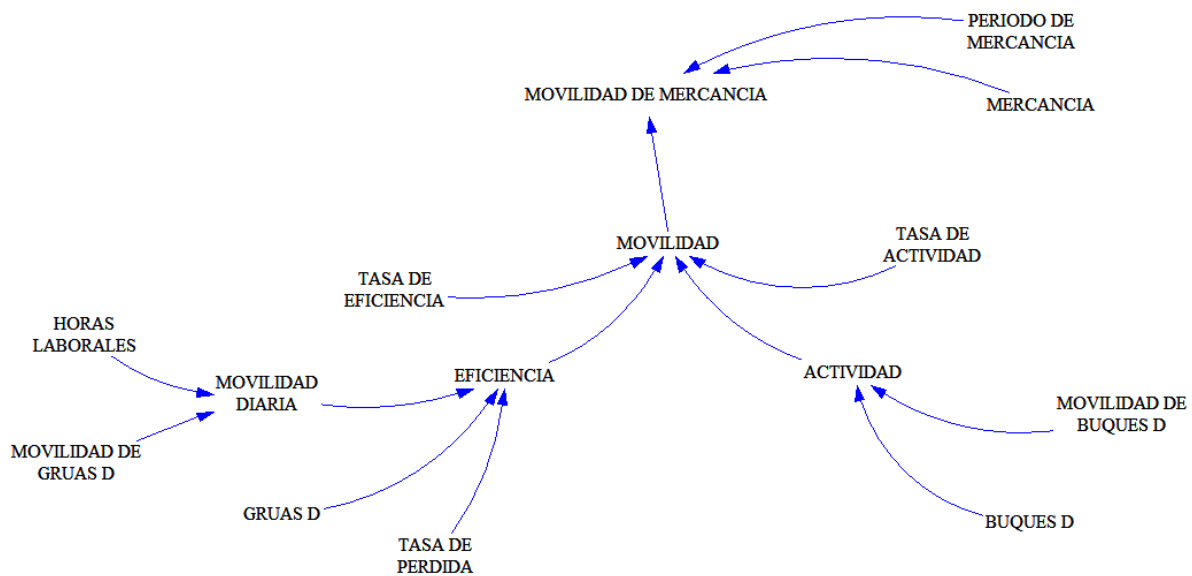 PERIODO DE
MERCANCIA
MOVILIDAD DE MERCANCIA
MERCANCIA
MOVILIDAD
TASA DE
ACTIVIDAD
TASA DE
EFICIENCIA
HORAS
LABORALES
MOVILIDAD
DIARIA
EFICIENCIA
ACTIVIDAD
MOVILIDAD DE
BUQUES D
MOVILIDAD DE
GRUAS D
GRUAS D
BUQUES D
TASA DE
PERDIDA